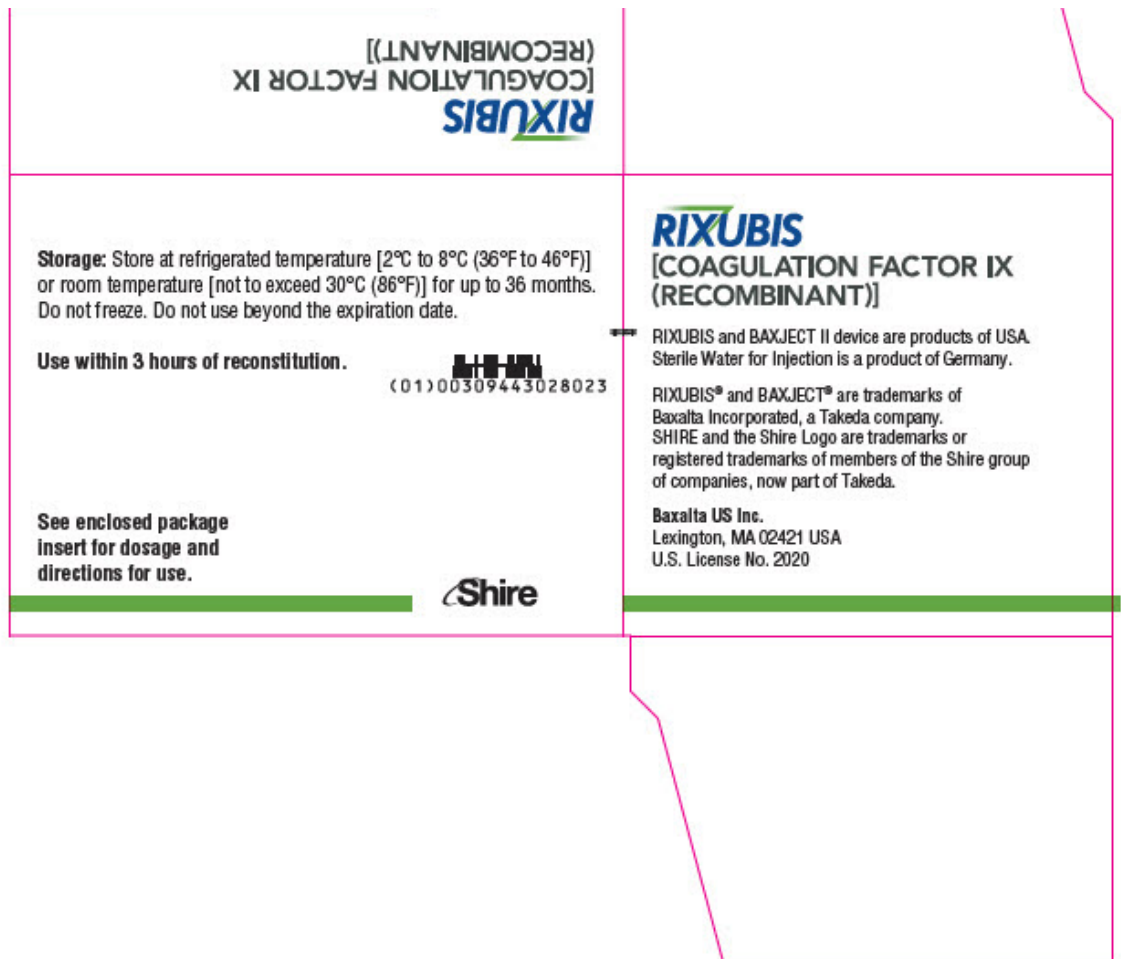 RIXUBIS
[COAGULATION FACTOR IX
(RECOMBINANT)]
Storage: Store at refrigerated temperature [2°C to 8°C (36°F to 46°F)]
or room temperature [not to exceed 30°C (86°F)] for up to 36 months.
Do not freeze. Do not use beyond the expiration date.
Use within 3 hours of reconstitution.
(01)00309443028023
See enclosed package
insert for dosage and
directions for use.
Shire
RIXUBIS
[COAGULATION FACTOR IX
(RECOMBINANT)]
RIXUBIS and BAXJECT II device are products of USA.
Sterile Water for Injection is a product of Germany.
RIXUBIS® and BAXJECT® are trademarks of
Baxalta Incorporated, a Takeda company.
SHIRE and the Shire Logo are trademarks or
registered trademarks of members of the Shire group
of companies, now part of Takeda.
Baxalta US Inc.
Lexington, MA 02421 USA
U.S. License No. 2020